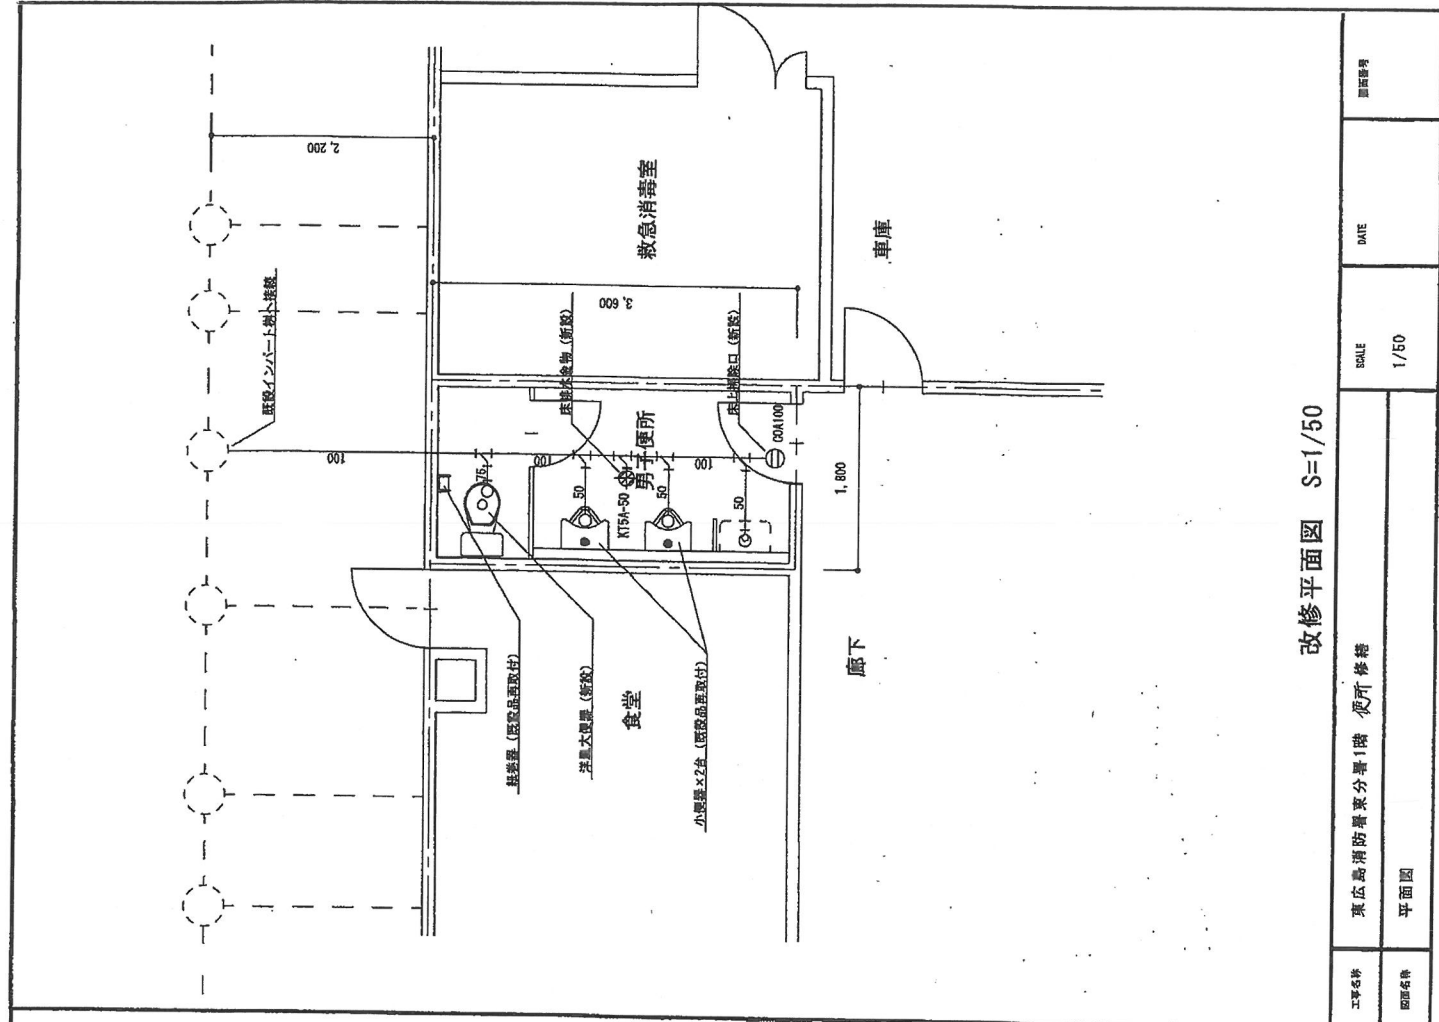 2,200
既設インバート桝へ接続
100
救急消毒室
3,600
車庫
床排水金物（新設）
床上掃除口（新設）
男子便所
75
100
100
50
50
50
KT5A-50
COA100
1,800
紙巻器（既設品再取付）
洋風大便器（新設）
小便器×2台（既設品再取付）
食堂
廊下
改修平面図 S=1/50
工事名称
東広島消防署東分署1階 便所修繕
図面名称
平面図
SCALE
1/50
DATE
図面番号